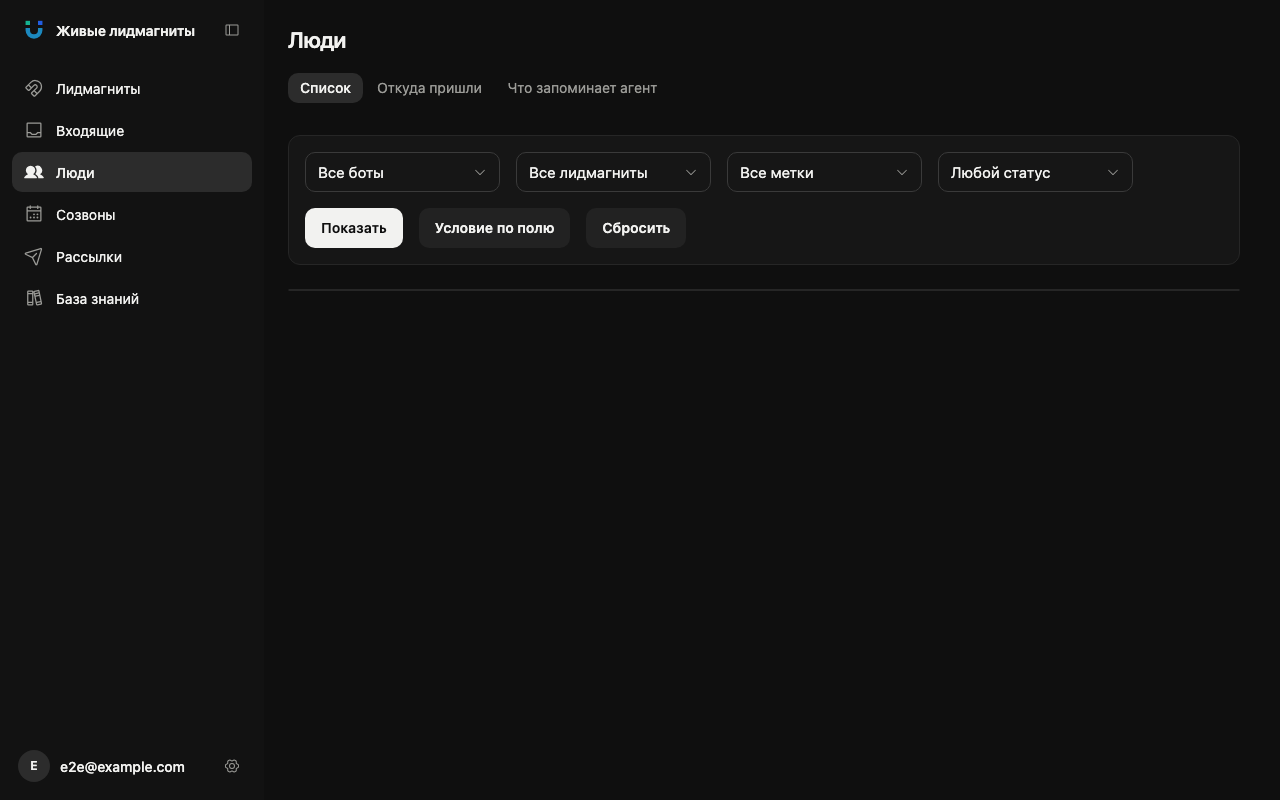 Живые лидмагниты
Лидмагниты
Входящие
Люди
Созвоны
Рассылки
База знаний
E
e2e@example.com
Люди
Список
Откуда пришли
Что запоминает агент
Все боты
Все лидмагниты
Все метки
Любой статус
Показать
Условие по полю
Сбросить